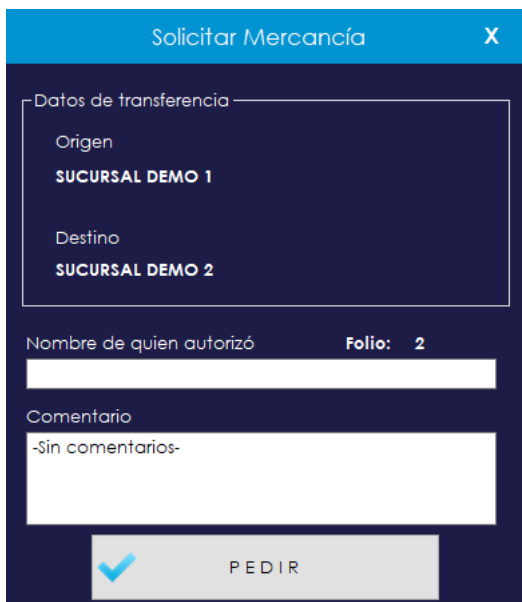 Solicitar Mercancía X
Datos de transferencia
Origen
SUCURSAL DEMO 1
Destino
SUCURSAL DEMO 2
Nombre de quien autorizó Folio: 2
Comentario
-Sin comentarios-
PEDIR